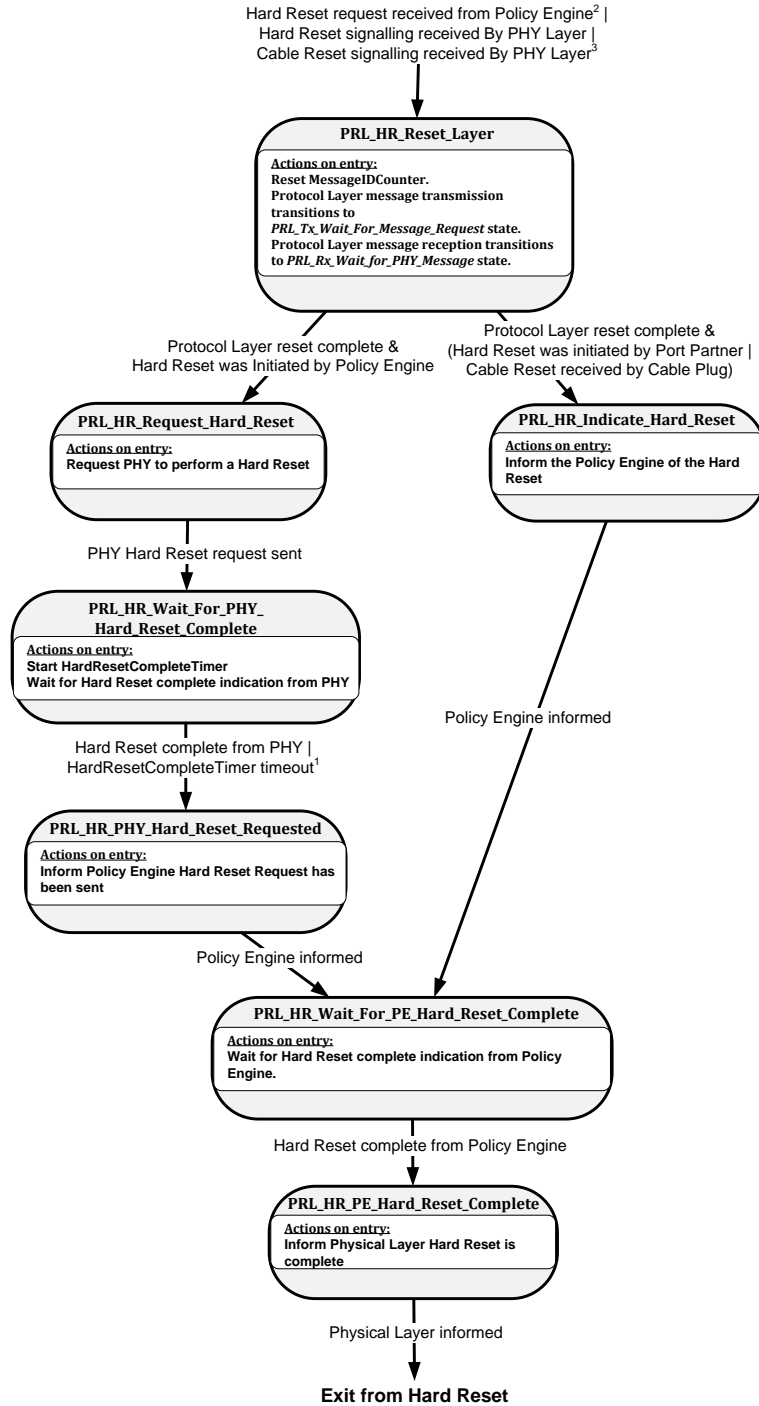 Hard Reset request received from Policy Engine² |
Hard Reset signalling received By PHY Layer |
Cable Reset signalling received By PHY Layer³
PRL_HR_Reset_Layer
Actions on entry:
Reset MessageIDCounter.
Protocol Layer message transmission
transitions to
PRL_Tx_Wait_For_Message_Request state.
Protocol Layer message reception transitions
to PRL_Rx_Wait_for_PHY_Message state.
Protocol Layer reset complete &
Hard Reset was Initiated by Policy Engine
Protocol Layer reset complete &
(Hard Reset was initiated by Port Partner |
Cable Reset received by Cable Plug)
PRL_HR_Request_Hard_Reset
Actions on entry:
Request PHY to perform a Hard Reset
PRL_HR_Indicate_Hard_Reset
Actions on entry:
Inform the Policy Engine of the Hard
Reset
PHY Hard Reset request sent
PRL_HR_Wait_For_PHY_
Hard_Reset_Complete
Actions on entry:
Start HardResetCompleteTimer
Wait for Hard Reset complete indication from PHY
Policy Engine informed
Hard Reset complete from PHY |
HardResetCompleteTimer timeout¹
PRL_HR_PHY_Hard_Reset_Requested
Actions on entry:
Inform Policy Engine Hard Reset Request has
been sent
Policy Engine informed
PRL_HR_Wait_For_PE_Hard_Reset_Complete
Actions on entry:
Wait for Hard Reset complete indication from Policy
Engine.
Hard Reset complete from Policy Engine
PRL_HR_PE_Hard_Reset_Complete
Actions on entry:
Inform Physical Layer Hard Reset is
complete
Physical Layer informed
Exit from Hard Reset